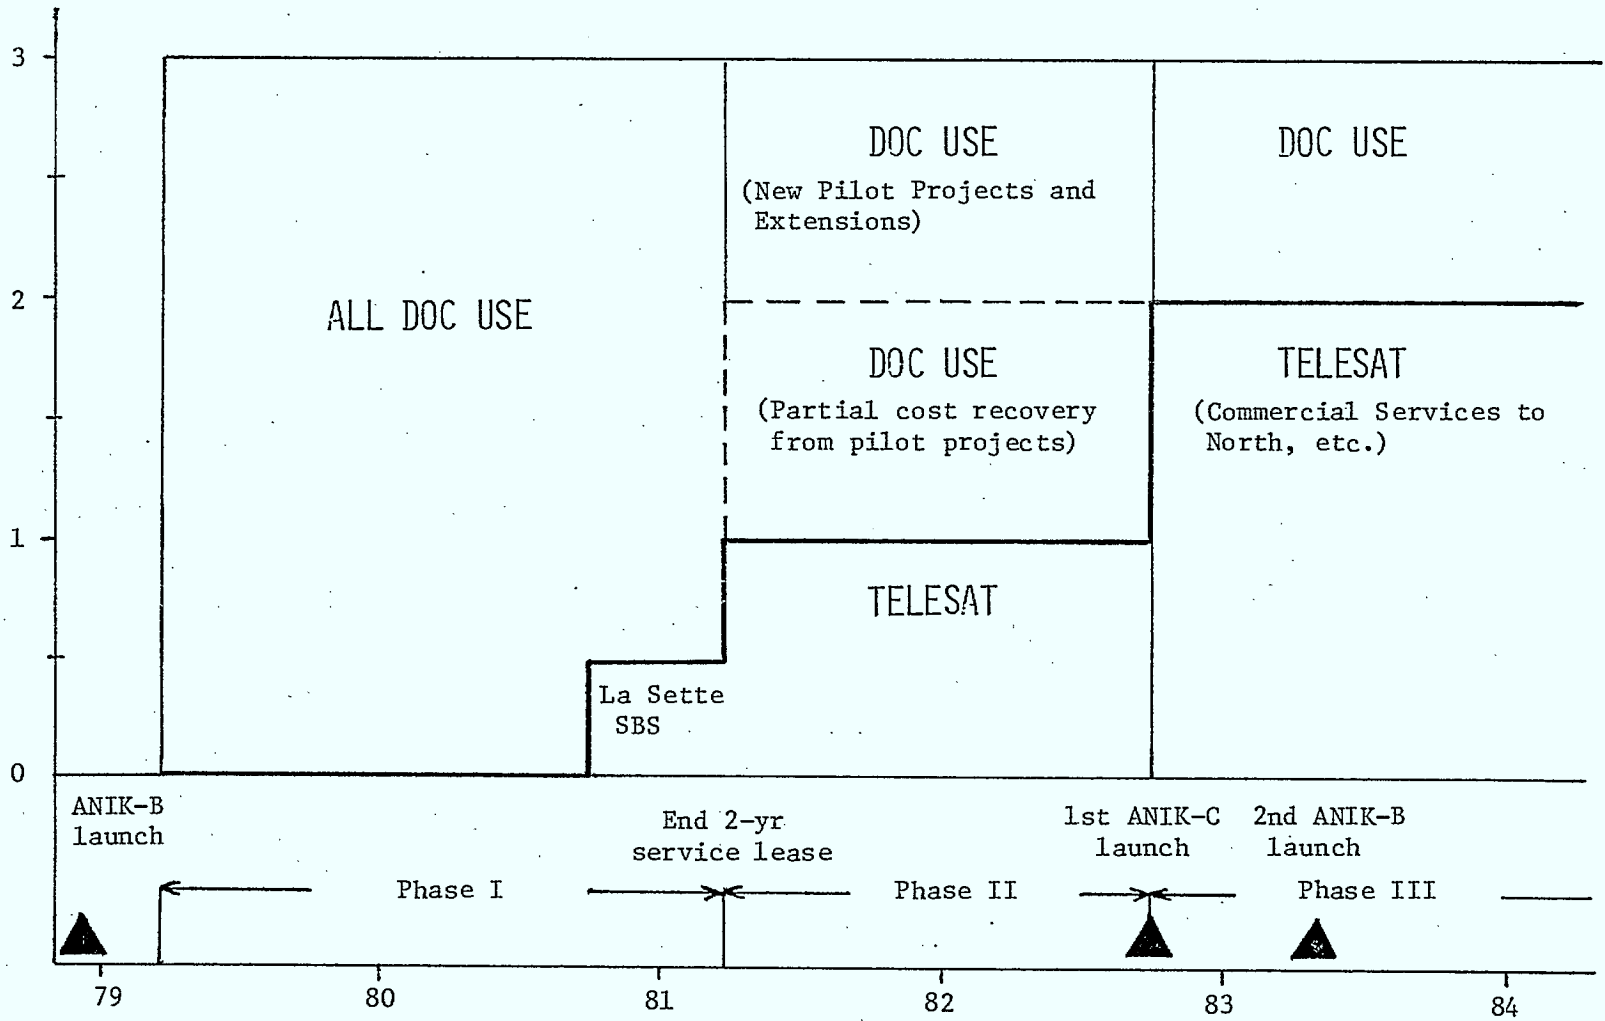 3
DOC USE
DOC USE
(New Pilot Projects and
Extensions)
2
ALL DOC USE
DOC USE
TELESAT
(Partial cost recovery
from pilot projects)
(Commercial Services to
North, etc.)
1
TELESAT
La Sette
SBS
0
ANIK-B
launch
End 2-yr
service lease
1st ANIK-C
launch
2nd ANIK-B
launch
Phase I
Phase II
Phase III
79
80
81
82
83
84